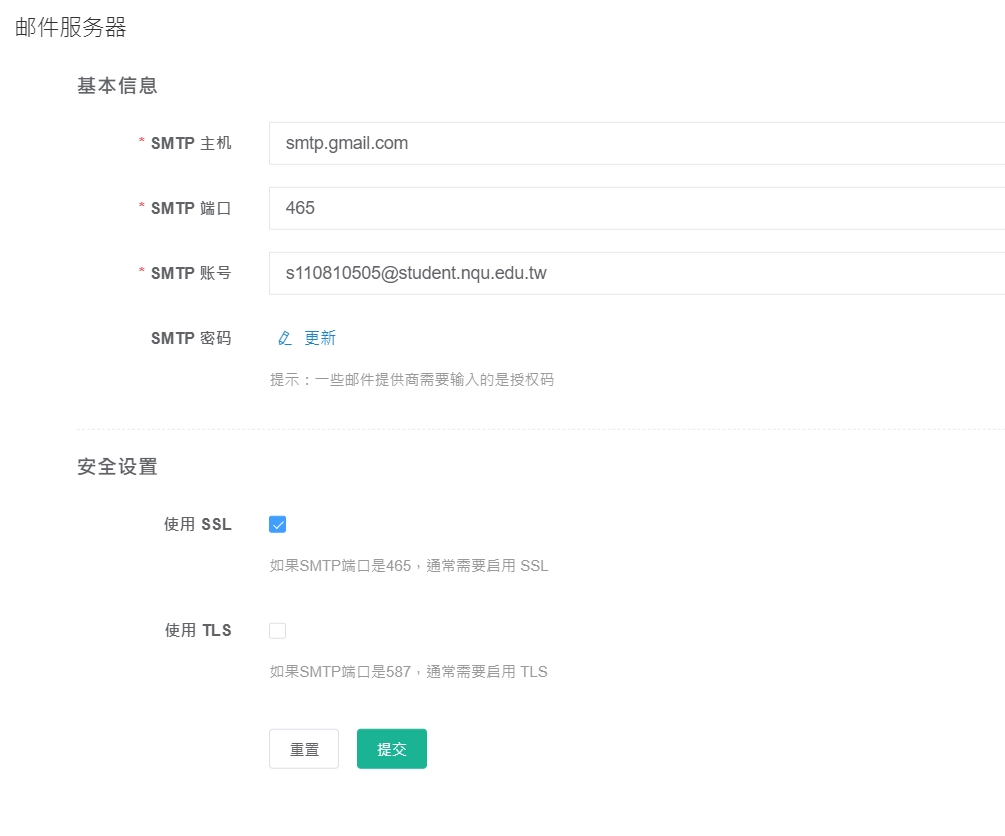 邮件服务器
基本信息
* SMTP 主机
smtp.gmail.com
* SMTP 端口
465
* SMTP 账号
s110810505@student.nqu.edu.tw
SMTP 密码
更新
提示：一些邮件提供商需要输入的是授权码
安全设置
使用 SSL
如果SMTP端口是465，通常需要启用 SSL
使用 TLS
如果SMTP端口是587，通常需要启用 TLS
重置 提交